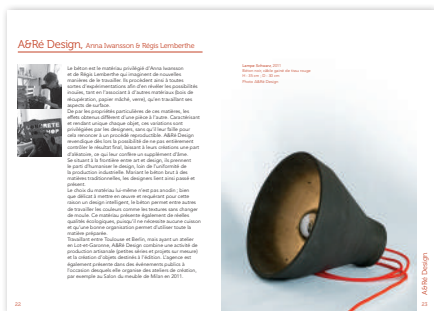 A&Ré Design, Anna Iwansson & Régis Lemberthe
Le béton est le matériau privilégié d'Anna Iwansson
et de Régis Lemberthe qui imaginent de nouvelles
manières de le travailler. Ils procèdent ainsi à toutes
sortes d'expérimentations afin d'en révéler les possibilités
inouïes, tant en l'associant à d'autres matériaux (bois de
récupération, papier mâché, verre), qu'en travaillant ses
aspects de surface.
De par les propriétés particulières de ces matières, les
effets obtenus diffèrent d'une pièce à l'autre. Caractérisant
et rendant unique chaque objet, ces variations sont
privilégiées par les designers, sans qu'il leur faille pour
cela renoncer à un procédé reproductible. A&Ré-Design
revendique dès lors la possibilité de ne pas entièrement
contrôler le résultat final, laissant à leurs créations une part
d'aléatoire, ce qui leur confère un supplément d'âme.
Se situant à la frontière entre art et design, ils prennent
le parti d'humaniser le design, loin de l'uniformité de
la production industrielle. Mariant le béton brut à des
matières traditionnelles, les designers lient ainsi passé et
présent.
Le choix du matériau lui même n'est pas anodin ; bien
que délicat à mettre en œuvre et requérant pour cette
raison un design intelligent, le béton permet entre autres
de travailler les couleurs comme les textures sans changer
de moule. Ce matériau présente également de réelles
qualités écologiques, puisqu'il ne nécessite aucune cuisson
et qu'une bonne organisation permet d'utiliser toute la
matière préparée.
Travaillant entre Toulouse et Berlin, mais ayant un atelier
en Lot-et-Garonne, A&Ré Design combine une activité de
production artisanale (petites séries et projets sur mesure)
et la création d'objets destinés à l'édition. L'agence est
également présente dans des événements publics à
l'occasion desquels elle organise des ateliers de création,
par exemple au Salon du meuble de Milan en 2011.
22
Lampe Schwarz, 2011
Béton noir, câble gainé de tissu rouge
Photo A&Ré Design
A&Ré Design
23